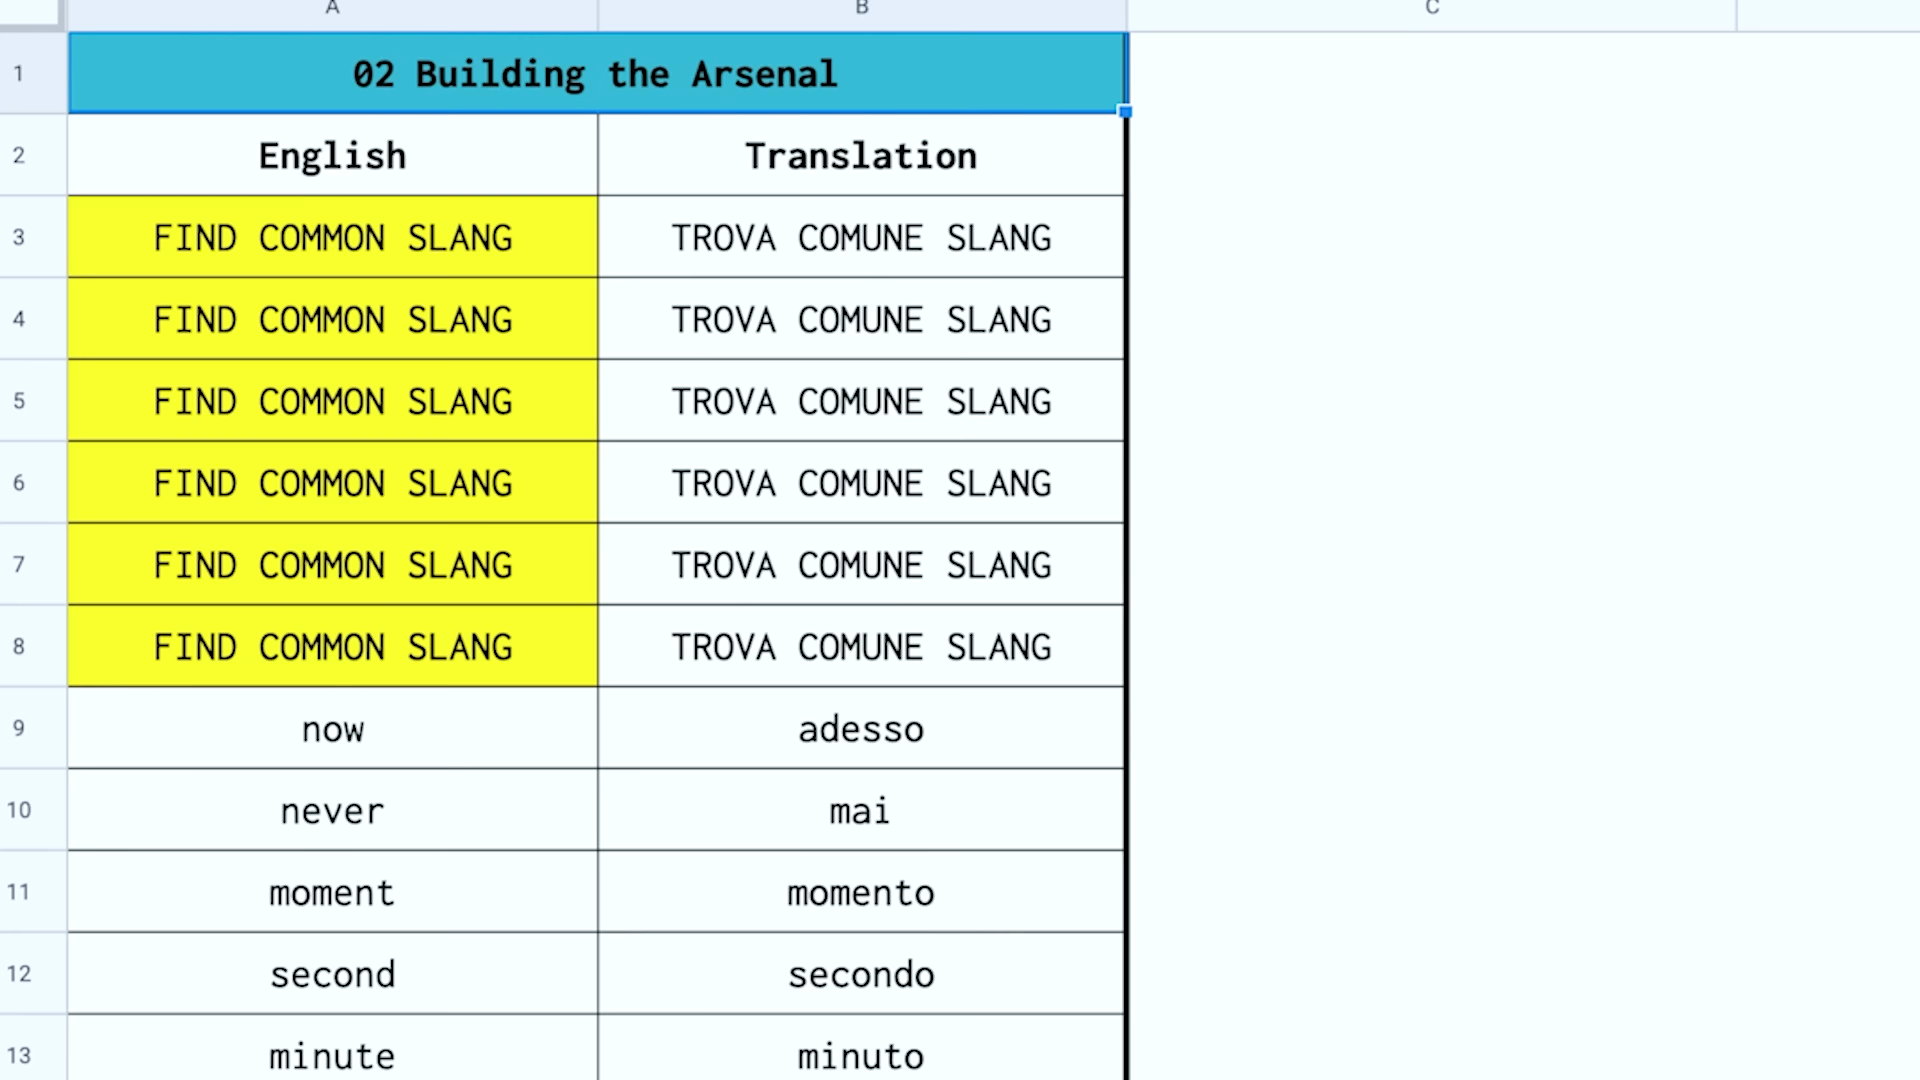 A B C
1 02 Building the Arsenal
2 English Translation
3 FIND COMMON SLANG TROVA COMUNE SLANG
4 FIND COMMON SLANG TROVA COMUNE SLANG
5 FIND COMMON SLANG TROVA COMUNE SLANG
6 FIND COMMON SLANG TROVA COMUNE SLANG
7 FIND COMMON SLANG TROVA COMUNE SLANG
8 FIND COMMON SLANG TROVA COMUNE SLANG
9 now adesso
10 never mai
11 moment momento
12 second secondo
13 minute minuto